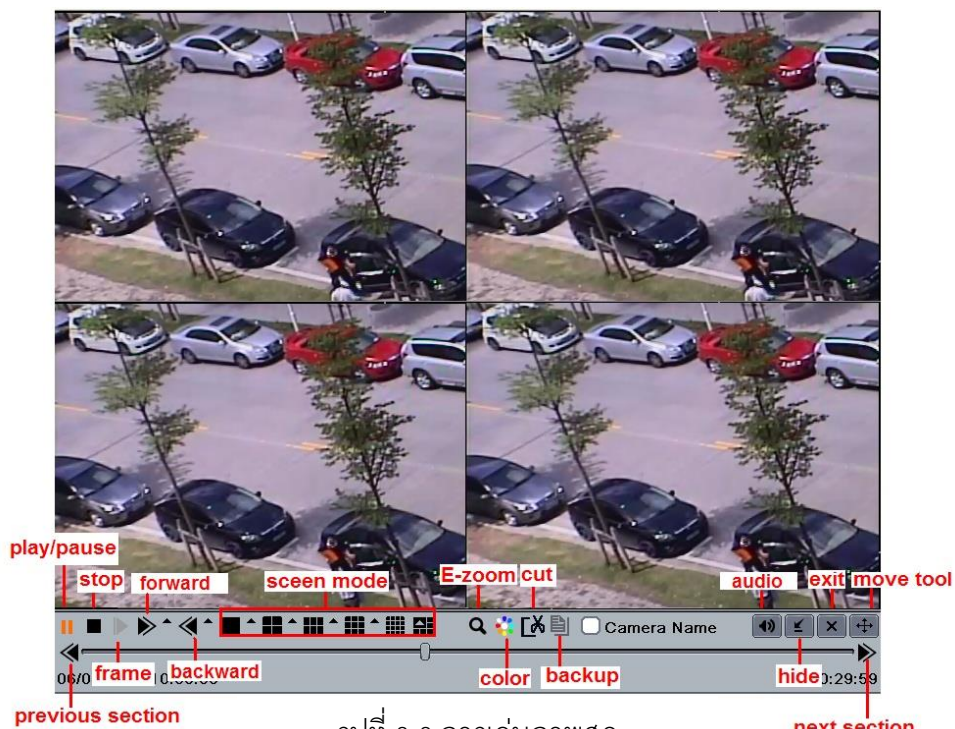 play/pause
stop
forward
sceen mode
E-zoom
cut
audio
exit
move tool
Camera Name
frame
backward
color
backup
hide
previous section
next section